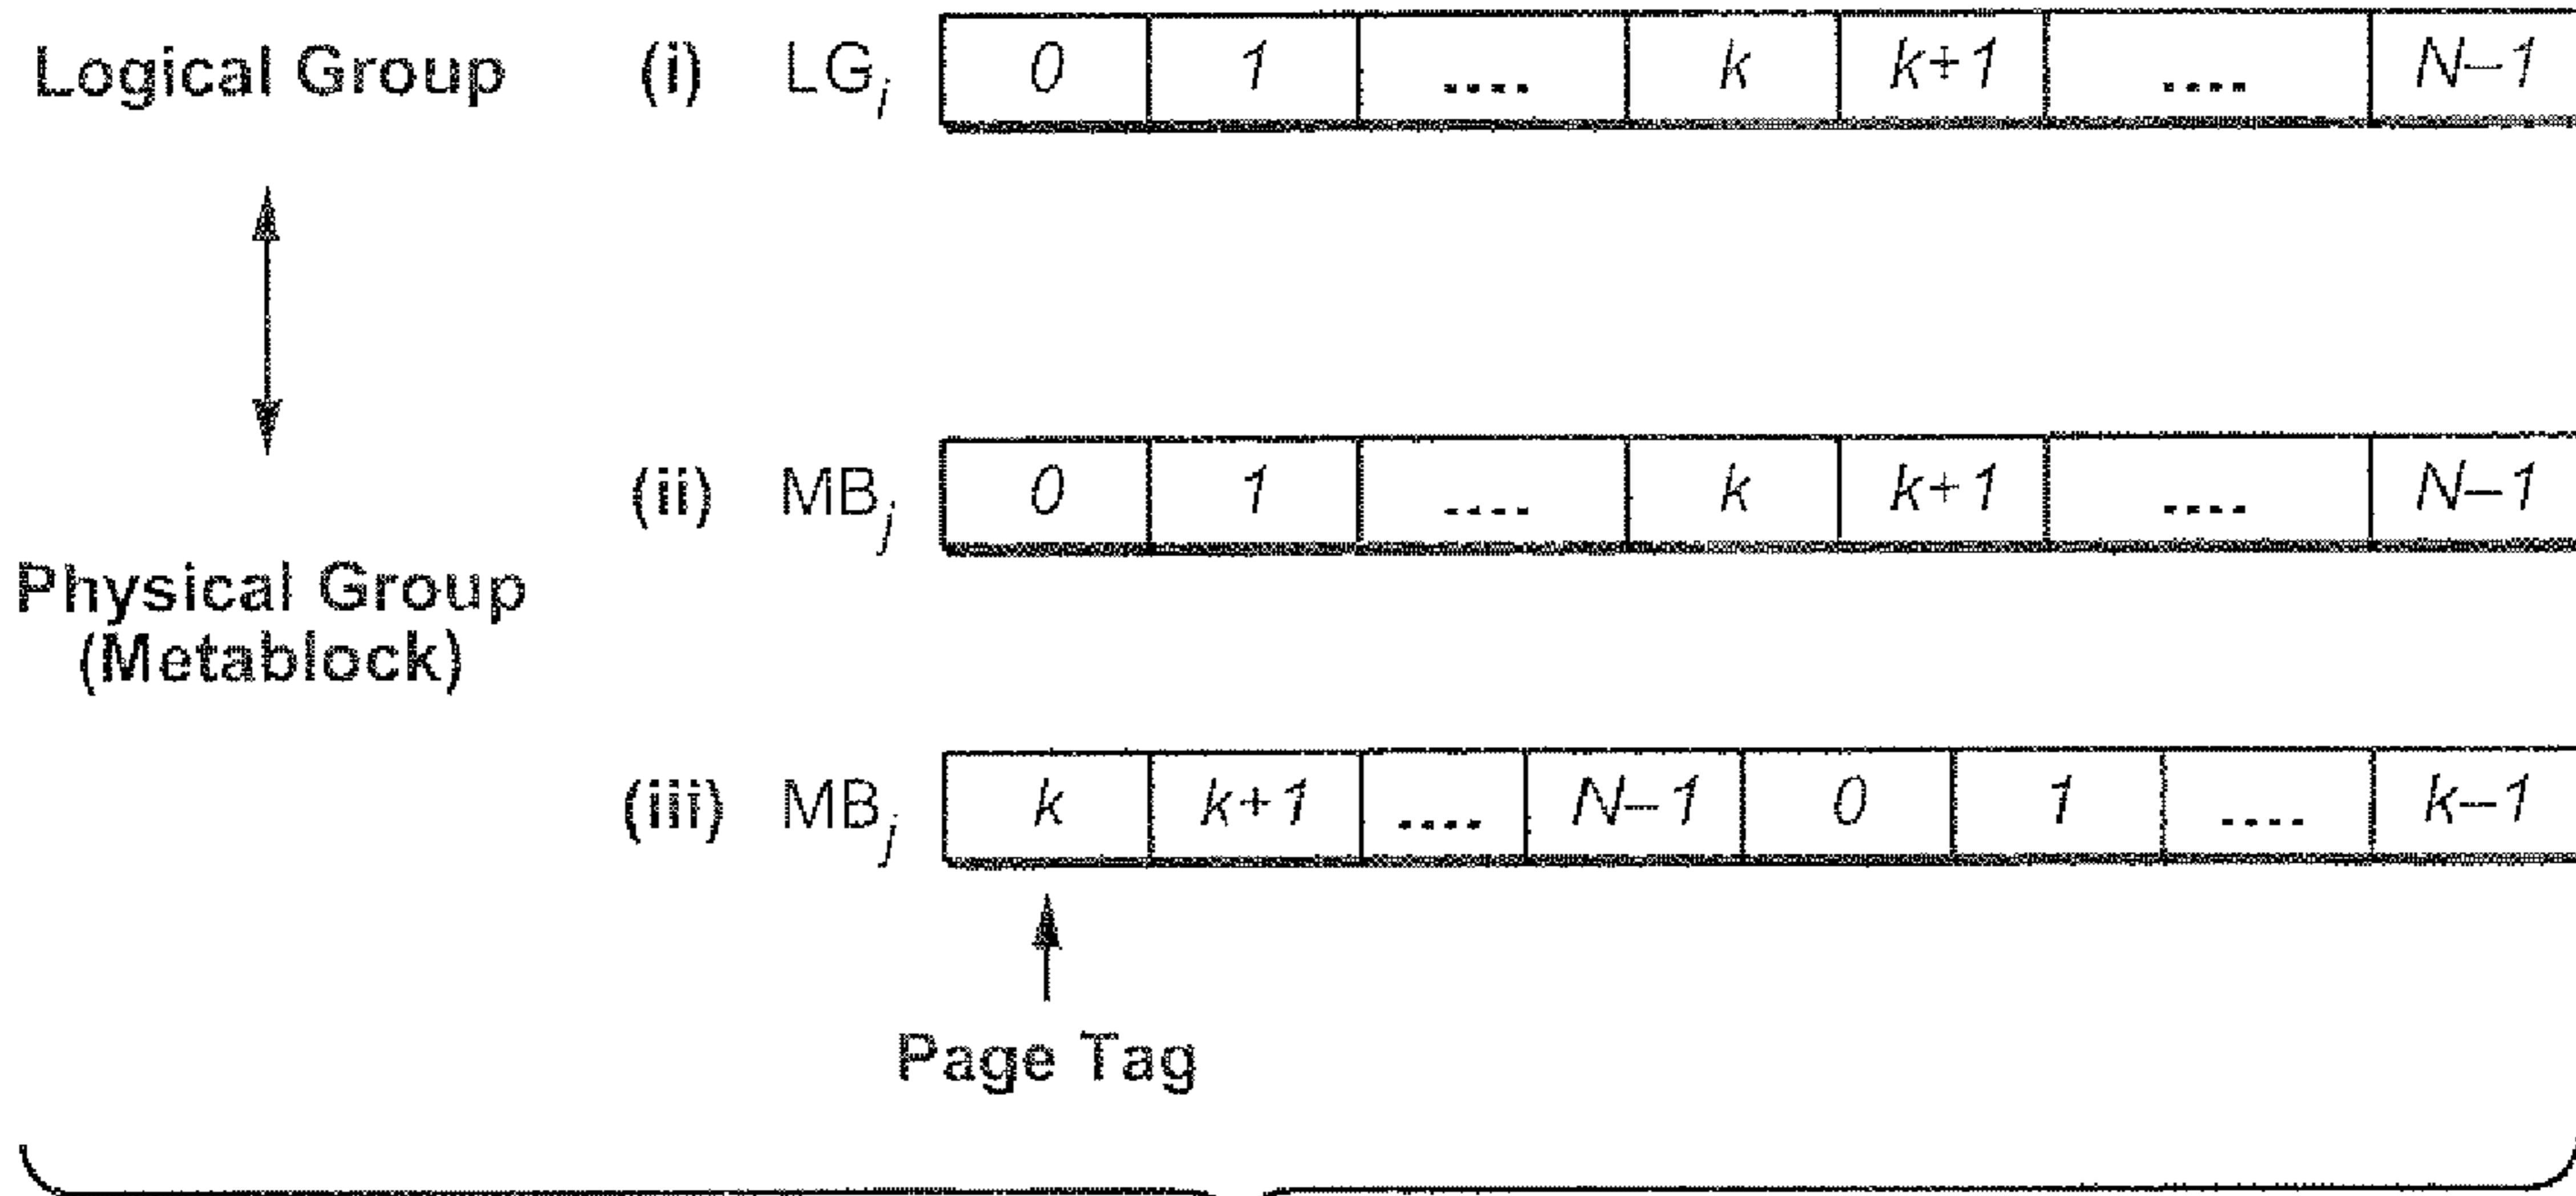 Logical Group (i) LGᵢ 0 1 .... k k+1 .... N–1
(ii) MBⱼ 0 1 .... k k+1 .... N–1
Physical Group
(Metablock)
(iii) MBⱼ k k+1 .... N–1 0 1 .... k–1
Page Tag